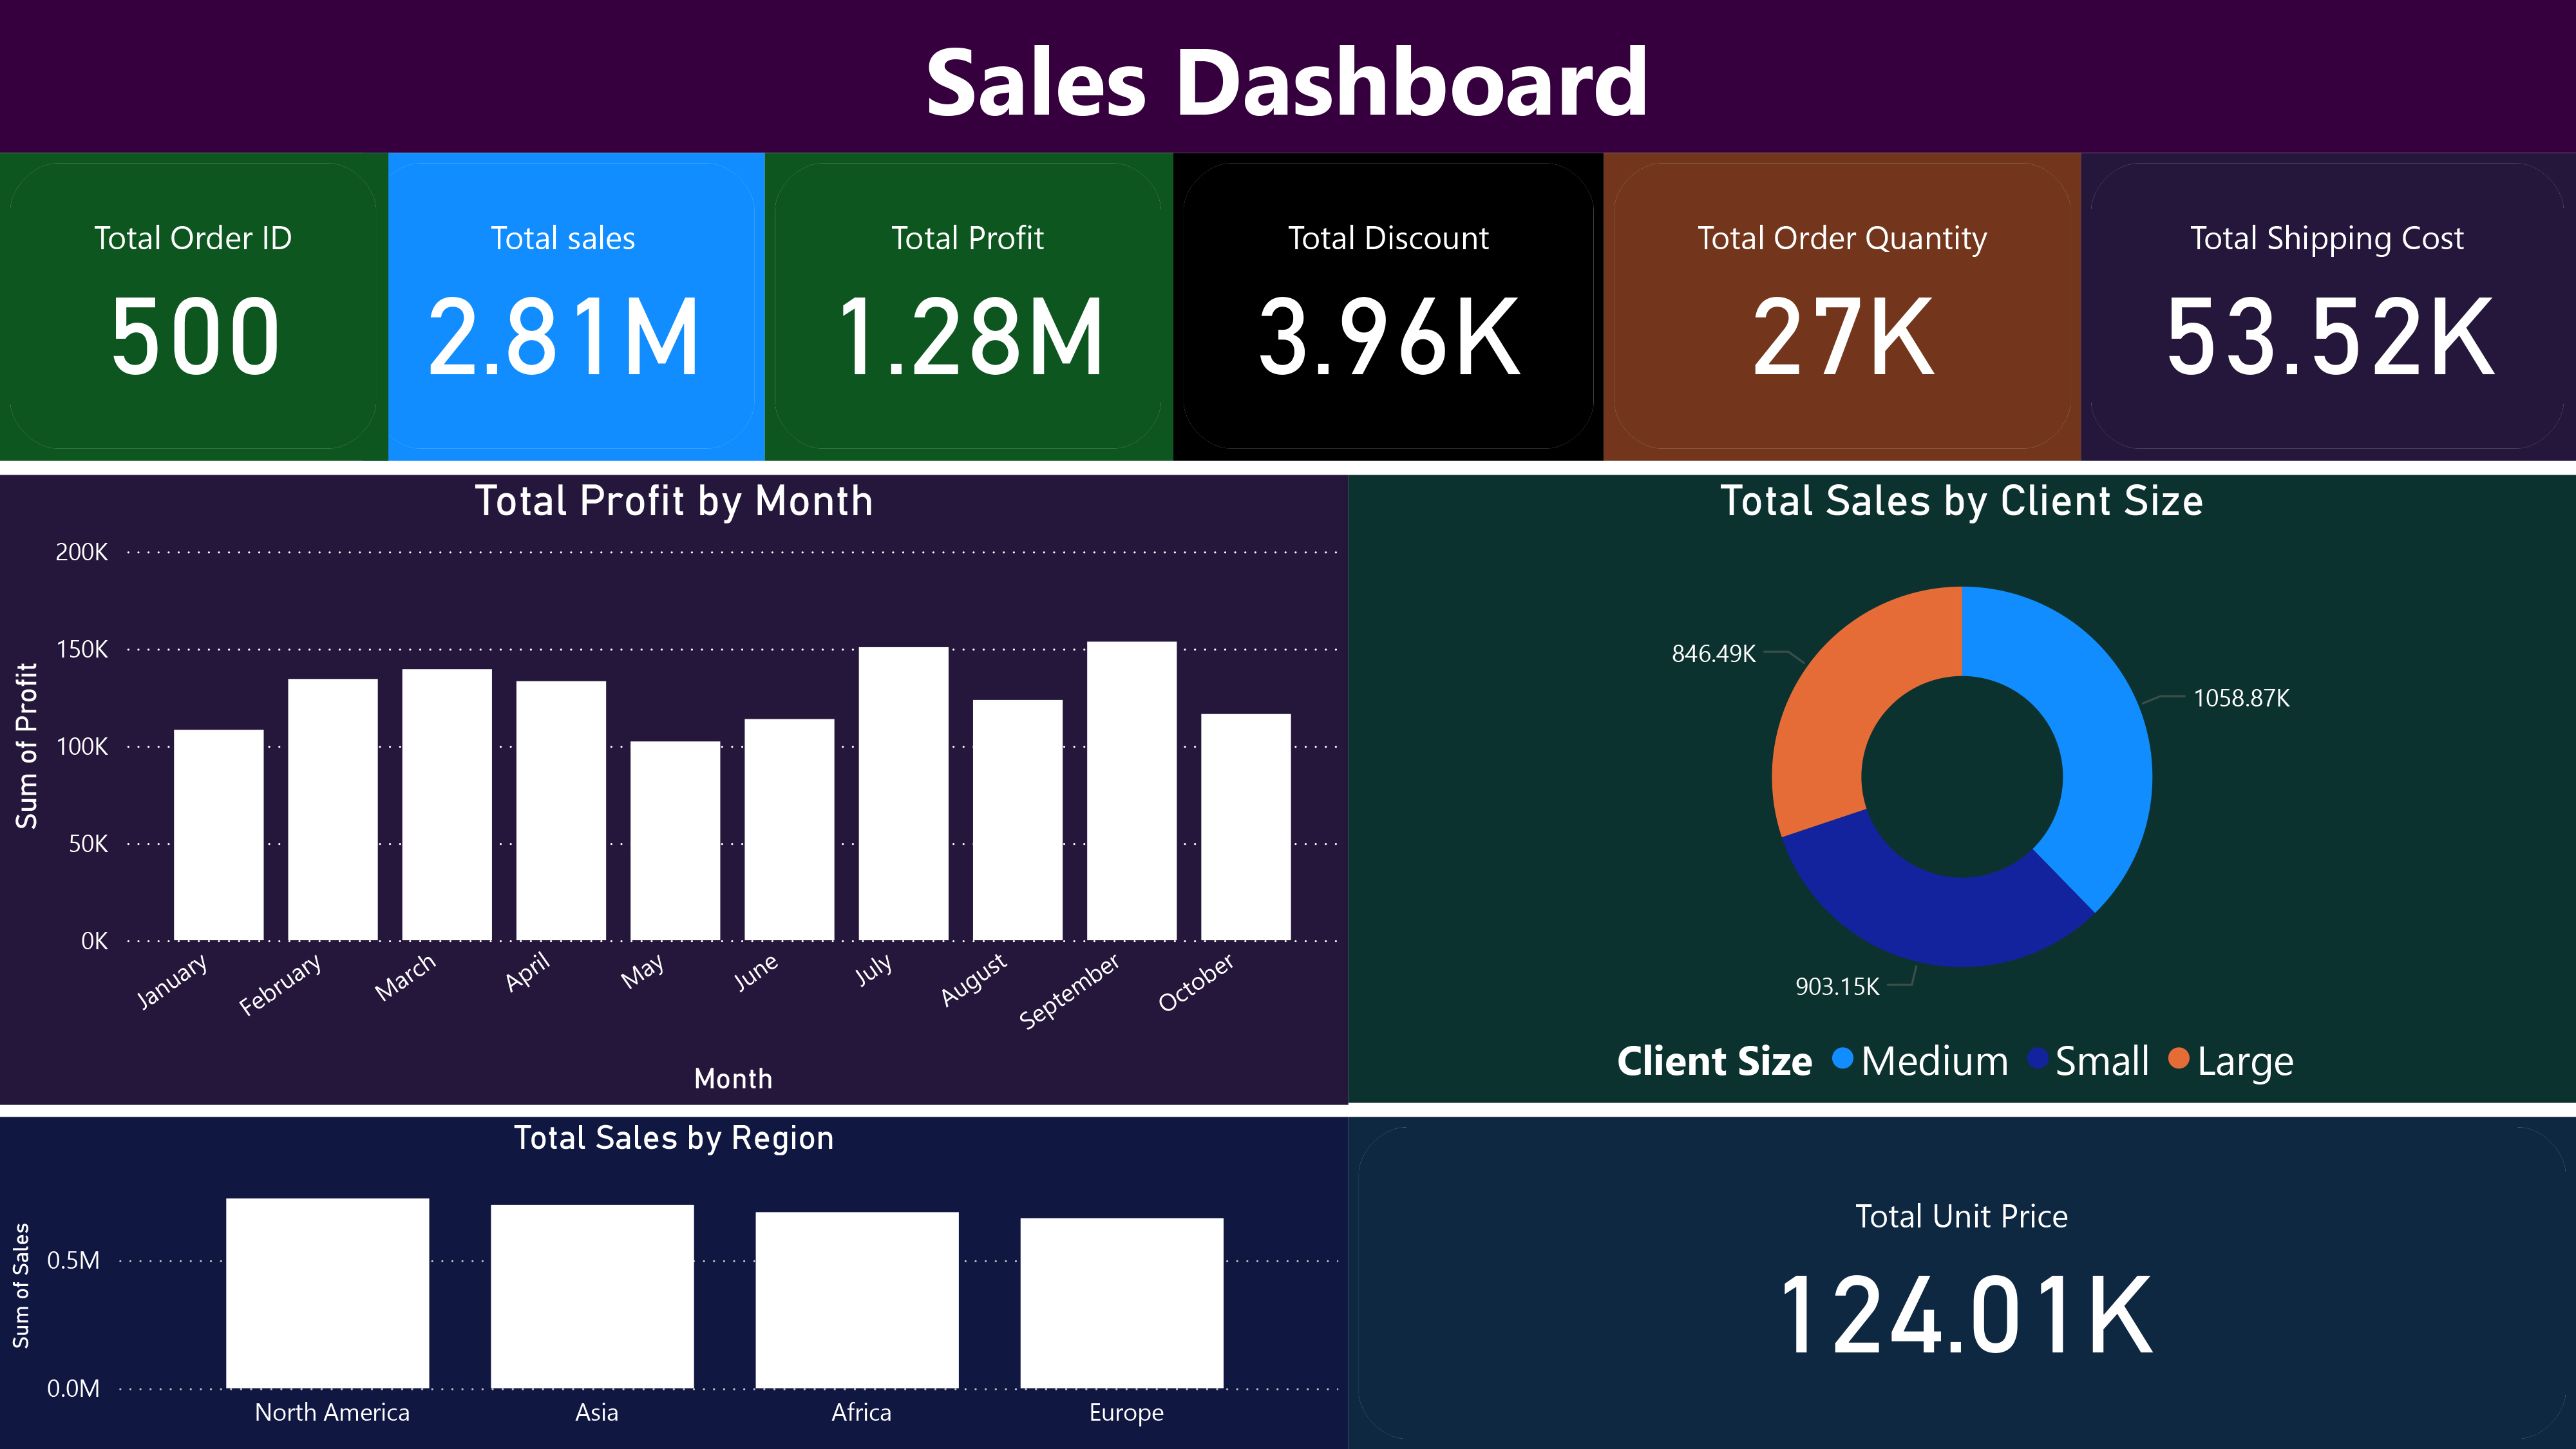 Sales Dashboard
Total Order ID
500
Total sales
2.81M
Total Profit
1.28M
Total Discount
3.96K
Total Order Quantity
27K
Total Shipping Cost
53.52K
Total Profit by Month
Sum of Profit
200K
150K
100K
50K
0K
January
February
March
April
May
June
July
August
September
October
Month
Total Sales by Client Size
846.49K
1058.87K
903.15K
Client Size Medium Small Large
Total Sales by Region
Sum of Sales
0.5M
0.0M
North America
Asia
Africa
Europe
Total Unit Price
124.01K